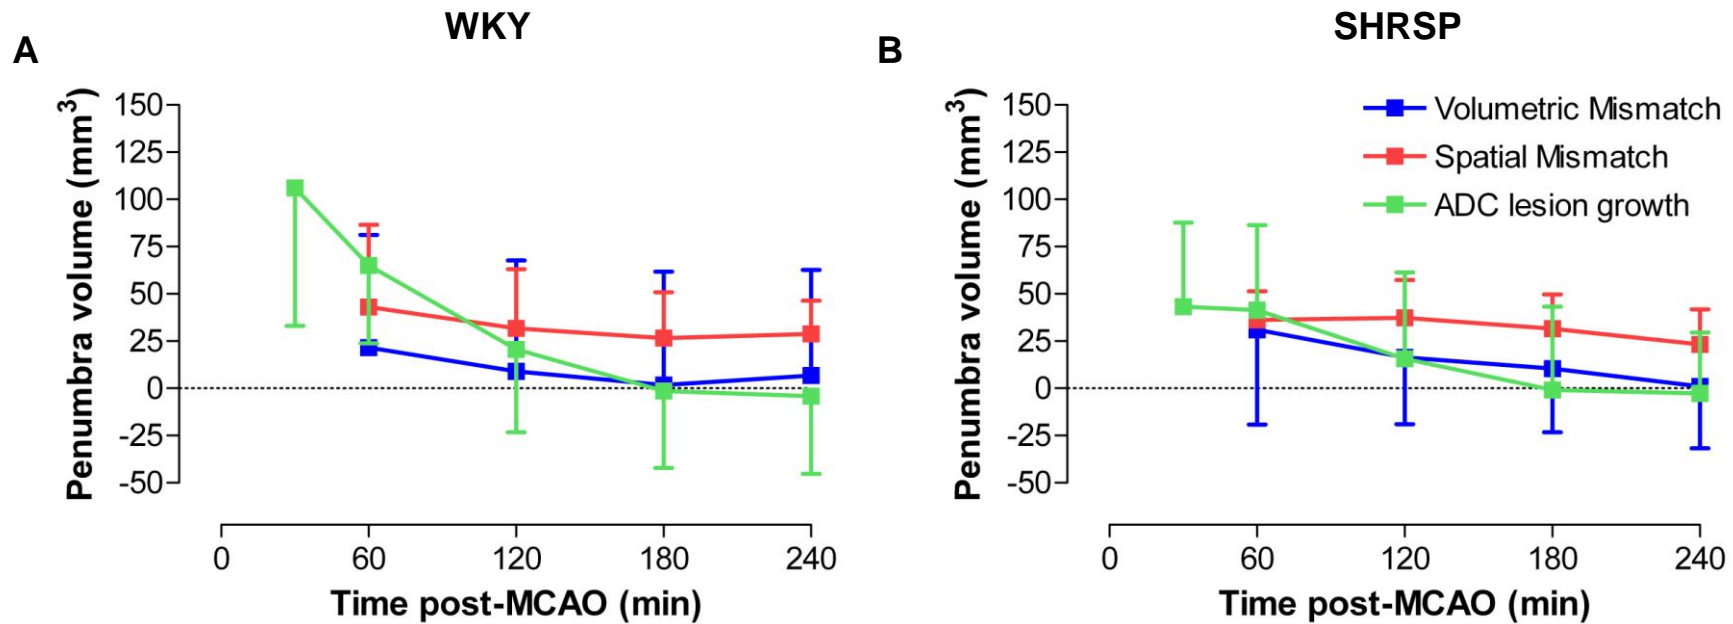 WKY
A
Penumbra volume (mm³)
150
125
100
75
50
25
0
-25
-50
0 60 120 180 240
Time post-MCAO (min)
SHRSP
B
Penumbra volume (mm³)
150
125
100
75
50
25
0
-25
-50
Volumetric Mismatch
Spatial Mismatch
ADC lesion growth
0 60 120 180 240
Time post-MCAO (min)